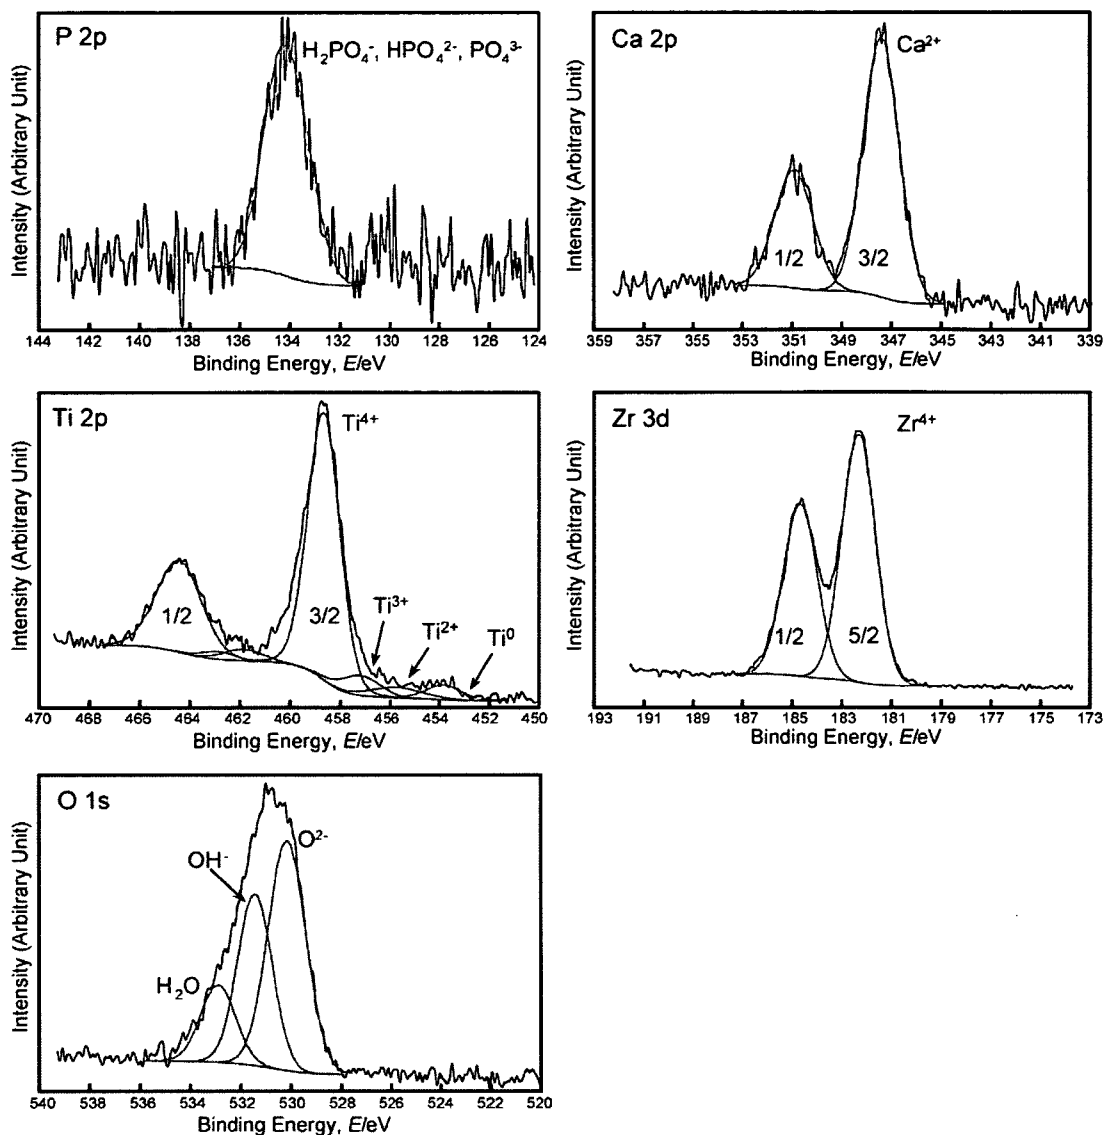 P 2p
H₂PO₄⁻, HPO₄²⁻, PO₄³⁻
Intensity (Arbitrary Unit)
144 142 140 138 136 134 132 130 128 126 124
Binding Energy, E/eV
Ca 2p
Ca²⁺
1/2
3/2
Intensity (Arbitrary Unit)
359 357 355 353 351 349 347 345 343 341 339
Binding Energy, E/eV
Ti 2p
Ti⁴⁺
1/2
3/2
Ti³⁺
Ti²⁺
Ti⁰
Intensity (Arbitrary Unit)
470 468 466 464 462 460 458 456 454 452 450
Binding Energy, E/eV
Zr 3d
Zr⁴⁺
1/2
5/2
Intensity (Arbitrary Unit)
193 191 189 187 185 183 181 179 177 175 173
Binding Energy, E/eV
O 1s
O²⁻
OH⁻
H₂O
Intensity (Arbitrary Unit)
540 538 536 534 532 530 528 526 524 522 520
Binding Energy, E/eV